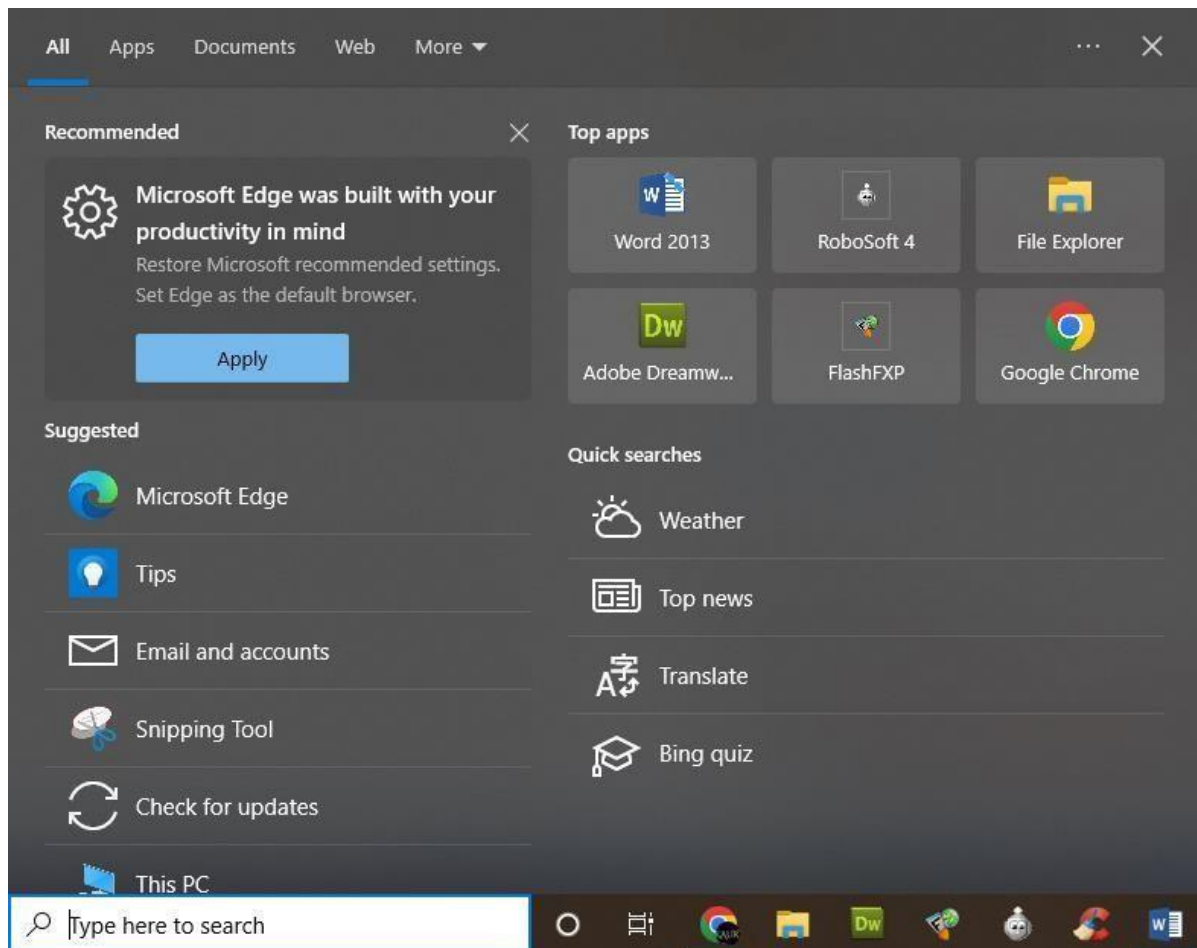 All Apps Documents Web More
Recommended
Microsoft Edge was built with your
productivity in mind
Restore Microsoft recommended settings.
Set Edge as the default browser.
Apply
Suggested
Microsoft Edge
Tips
Email and accounts
Snipping Tool
Check for updates
This PC
Top apps
Word 2013 RoboSoft 4 File Explorer
Dw
Adobe Dreamw... FlashFXP Google Chrome
Quick searches
Weather
Top news
Translate
Bing quiz
Type here to search
Dw